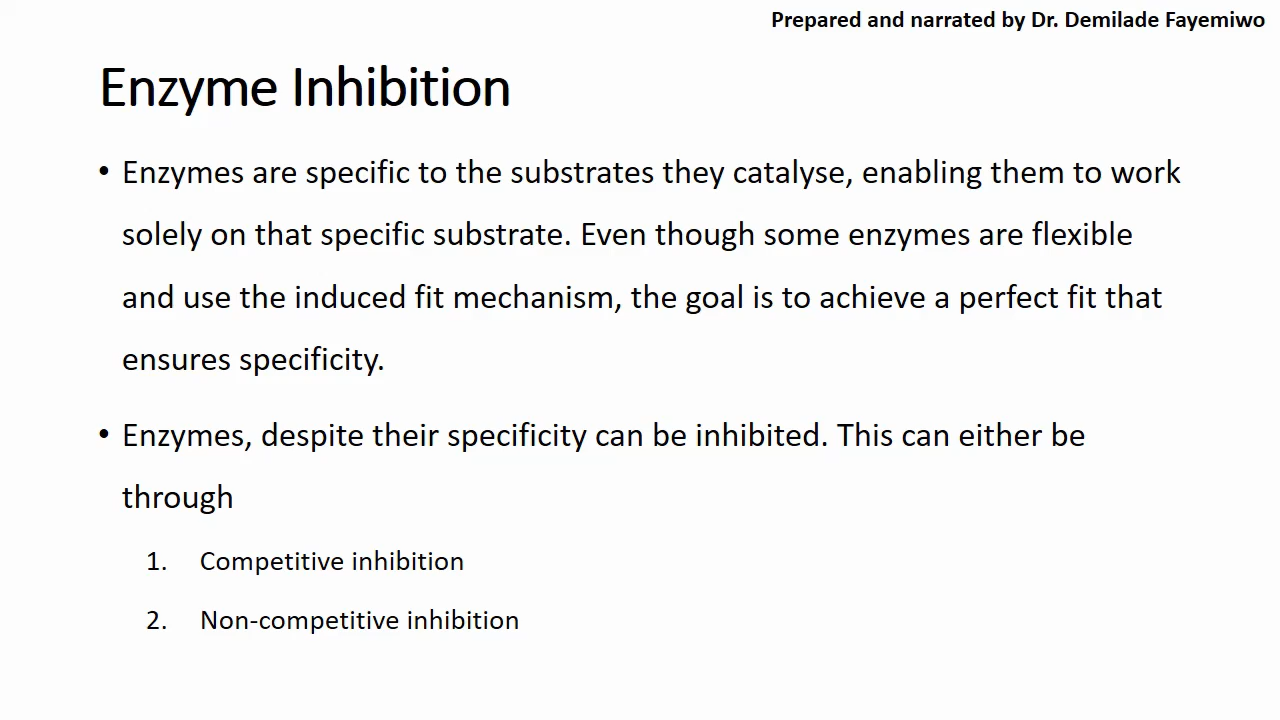 Prepared and narrated by Dr. Demilade Fayemiwo
Enzyme Inhibition
• Enzymes are specific to the substrates they catalyse, enabling them to work
solely on that specific substrate. Even though some enzymes are flexible
and use the induced fit mechanism, the goal is to achieve a perfect fit that
ensures specificity.
• Enzymes, despite their specificity can be inhibited. This can either be
through
1. Competitive inhibition
2. Non-competitive inhibition